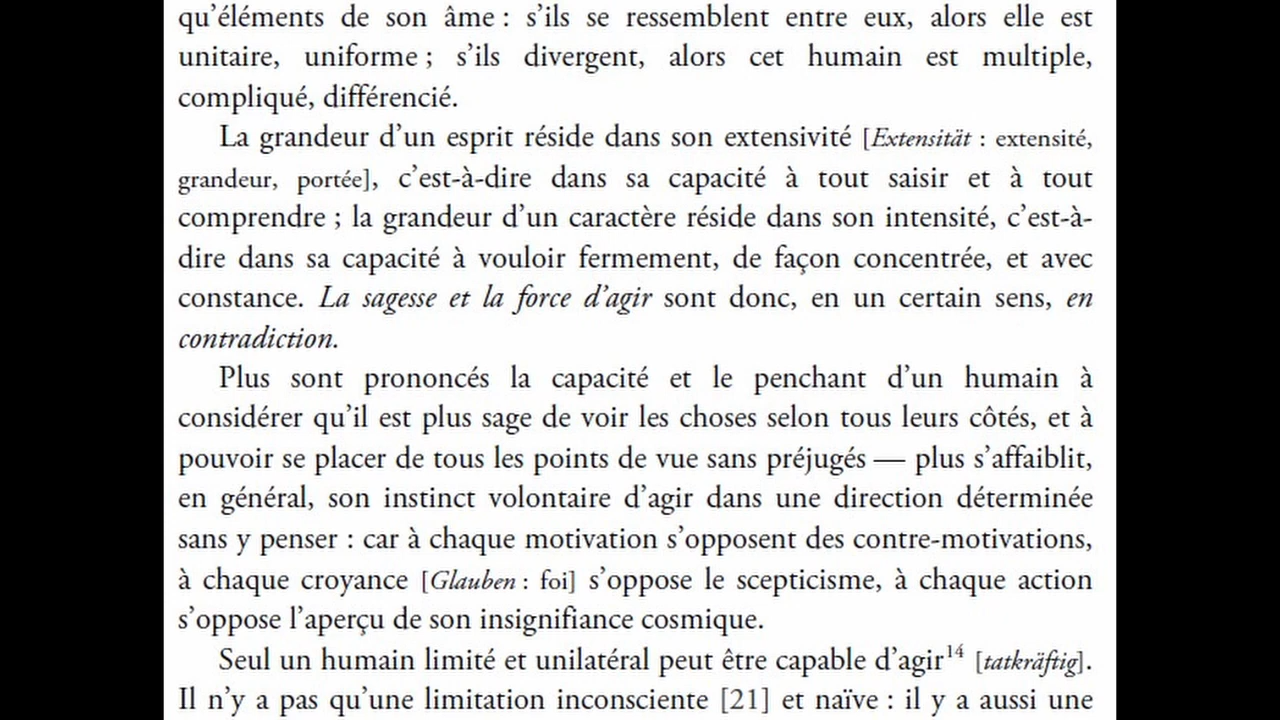 qu’éléments de son âme : s’ils se ressemblent entre eux, alors elle est
unitaire, uniforme ; s’ils divergent, alors cet humain est multiple,
compliqué, différencié.
La grandeur d’un esprit réside dans son extensivité [Extensität : extensité,
grandeur, portée], c’est-à-dire dans sa capacité à tout saisir et à tout
comprendre ; la grandeur d’un caractère réside dans son intensité, c’est-à-
dire dans sa capacité à vouloir fermement, de façon concentrée, et avec
constance. La sagesse et la force d’agir sont donc, en un certain sens, en
contradiction.
Plus sont prononcés la capacité et le penchant d’un humain à
considérer qu’il est plus sage de voir les choses selon tous leurs côtés, et à
pouvoir se placer de tous les points de vue sans préjugés — plus s’affaiblit,
en général, son instinct volontaire d’agir dans une direction déterminée
sans y penser : car à chaque motivation s’opposent des contre-motivations,
à chaque croyance [Glauben : foi] s’oppose le scepticisme, à chaque action
s’oppose l’aperçu de son insignifiance cosmique.
Seul un humain limité et unilatéral peut être capable d’agir¹⁴ [tatkräftig].
Il n’y a pas qu’une limitation inconsciente [21] et naïve : il y a aussi une